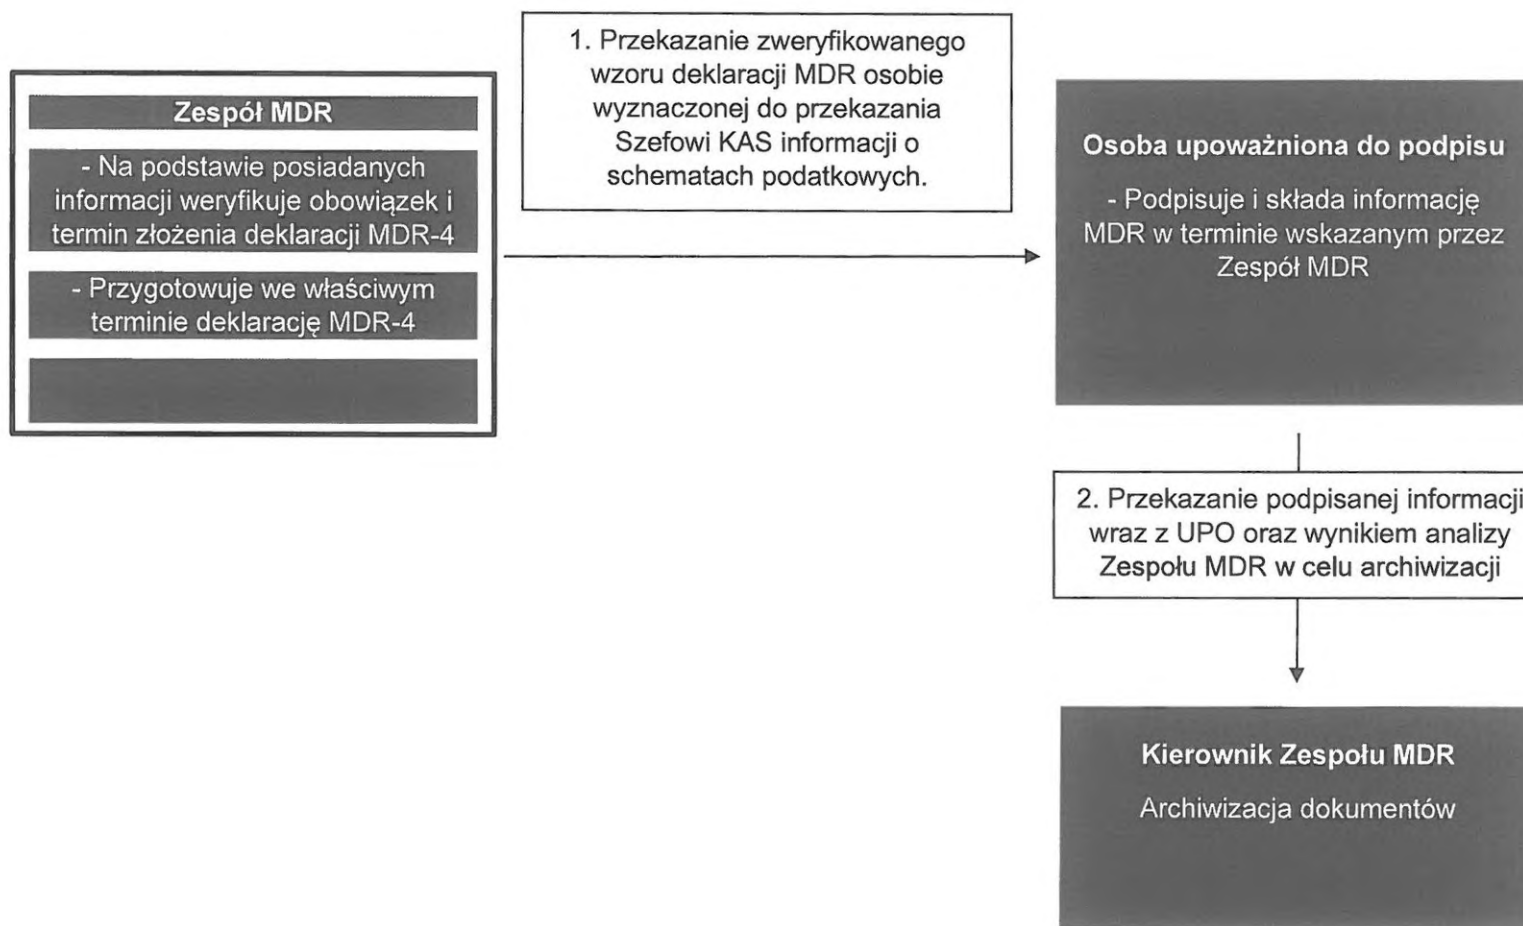 Zespół MDR
- Na podstawie posiadanych
informacji weryfikuje obowiązek i
termin złożenia deklaracji MDR-4
- Przygotowuje we właściwym
terminie deklarację MDR-4
1. Przekazanie zweryfikowanego
wzoru deklaracji MDR osobie
wyznaczonej do przekazania
Szefowi KAS informacji o
schematach podatkowych.
Osoba upoważniona do podpisu
- Podpisuje i składa informację
MDR w terminie wskazanym przez
Zespół MDR
2. Przekazanie podpisanej informacji
wraz z UPO oraz wynikiem analizy
Zespołu MDR w celu archiwizacji
Kierownik Zespołu MDR
Archiwizacja dokumentów